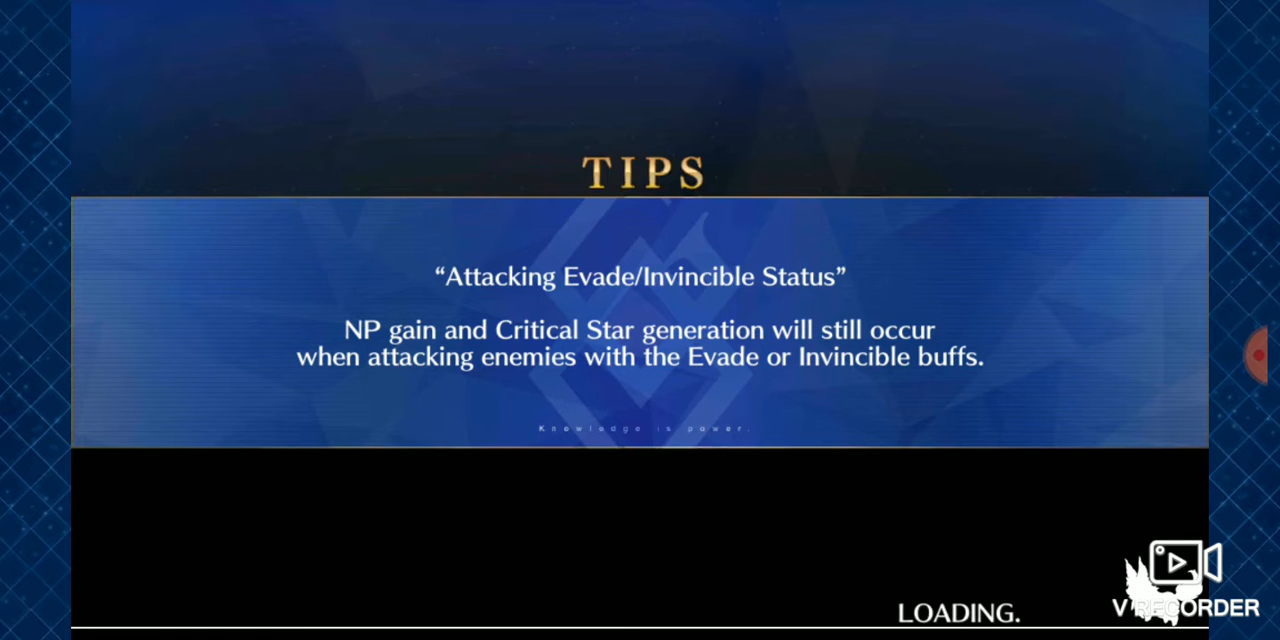 TIPS
“Attacking Evade/Invincible Status”
NP gain and Critical Star generation will still occur
when attacking enemies with the Evade or Invincible buffs.
Knowledge is power.
LOADING.
V RECORDER